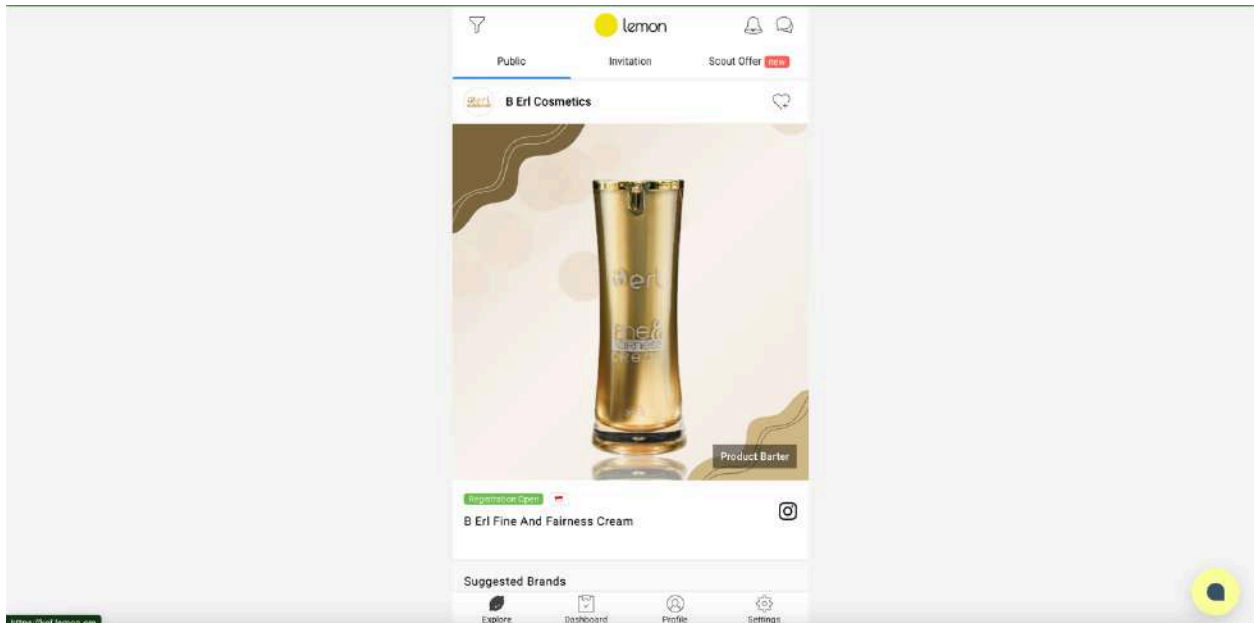 lemon
Public
Invitation
Scout Offer new
B Erl Cosmetics
erl
Product Barter
Registration Open
B Erl Fine And Fairness Cream
Suggested Brands
Explore
Dashboard
Profile
Settings